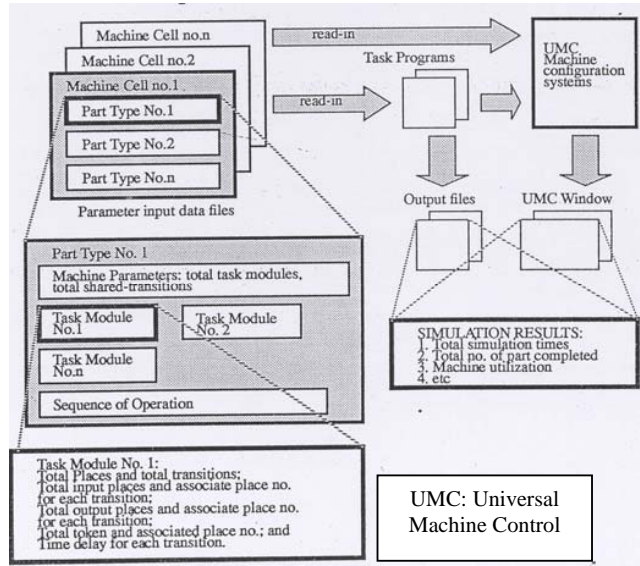 Machine Cell no.n
Machine Cell no.2
Machine Cell no.1
Part Type No.1
Part Type No.2
Part Type No.n
Parameter input data files
read-in
read-in
Task Programs
UMC
Machine
configuration
systems
Output files
UMC Window
Part Type No. 1
Machine Parameters: total task modules,
total shared-transitions
Task Module
No.1
Task Module
No. 2
Task Module
No.n
Sequence of Operation
SIMULATION RESULTS:
1. Total simulation times
2. Total no. of part completed
3. Machine utilization
4. etc
Task Module No. 1:
Total Places and total transitions;
Total input places and associate place no.
for each transition;
Total output places and associate place no.
for each transition;
Total token and associated place no.; and
Time delay for each transition.
UMC: Universal
Machine Control